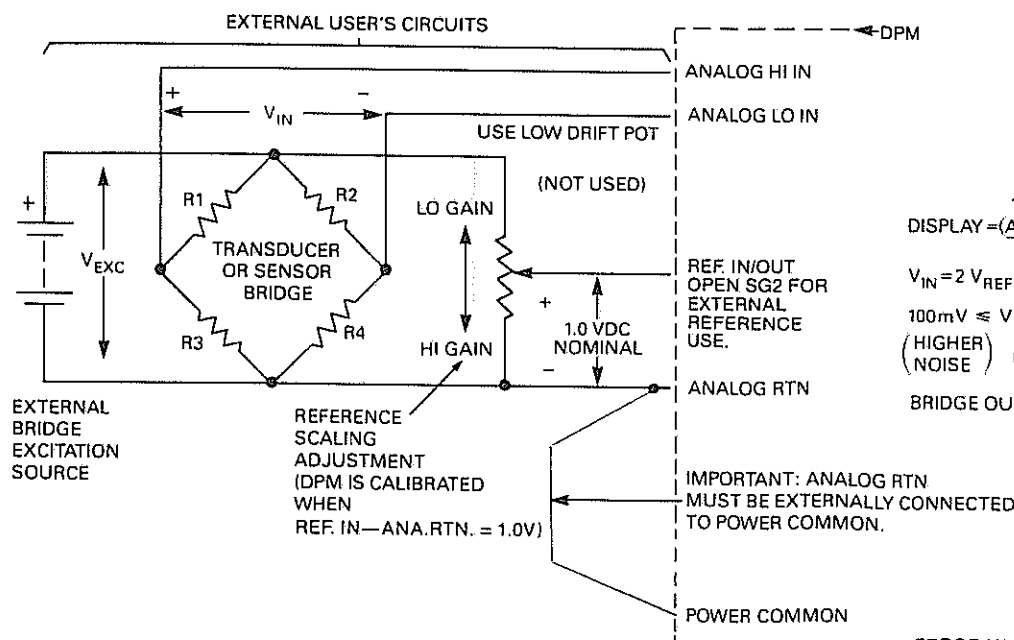 EXTERNAL USER'S CIRCUITS
DPM
ANALOG HI IN
+
VIN
−
ANALOG LO IN
USE LOW DRIFT POT
(NOT USED)
R1
R2
LO GAIN
+
VEXC
TRANSDUCER
OR SENSOR
BRIDGE
R3
R4
HI GAIN
+
1.0 VDC
NOMINAL
−
REF. IN/OUT
OPEN SG2 FOR
EXTERNAL
REFERENCE
USE.
ANALOG RTN
DISPLAY =(A
VIN=2 VREF
100mV ⩽ V
(HIGHER
NOISE)
BRIDGE OU
EXTERNAL
BRIDGE
EXCITATION
SOURCE
REFERENCE
SCALING
ADJUSTMENT
(DPM IS CALIBRATED
WHEN
REF. IN—ANA.RTN. = 1.0V)
IMPORTANT: ANALOG RTN
MUST BE EXTERNALLY CONNECTED
TO POWER COMMON.
POWER COMMON